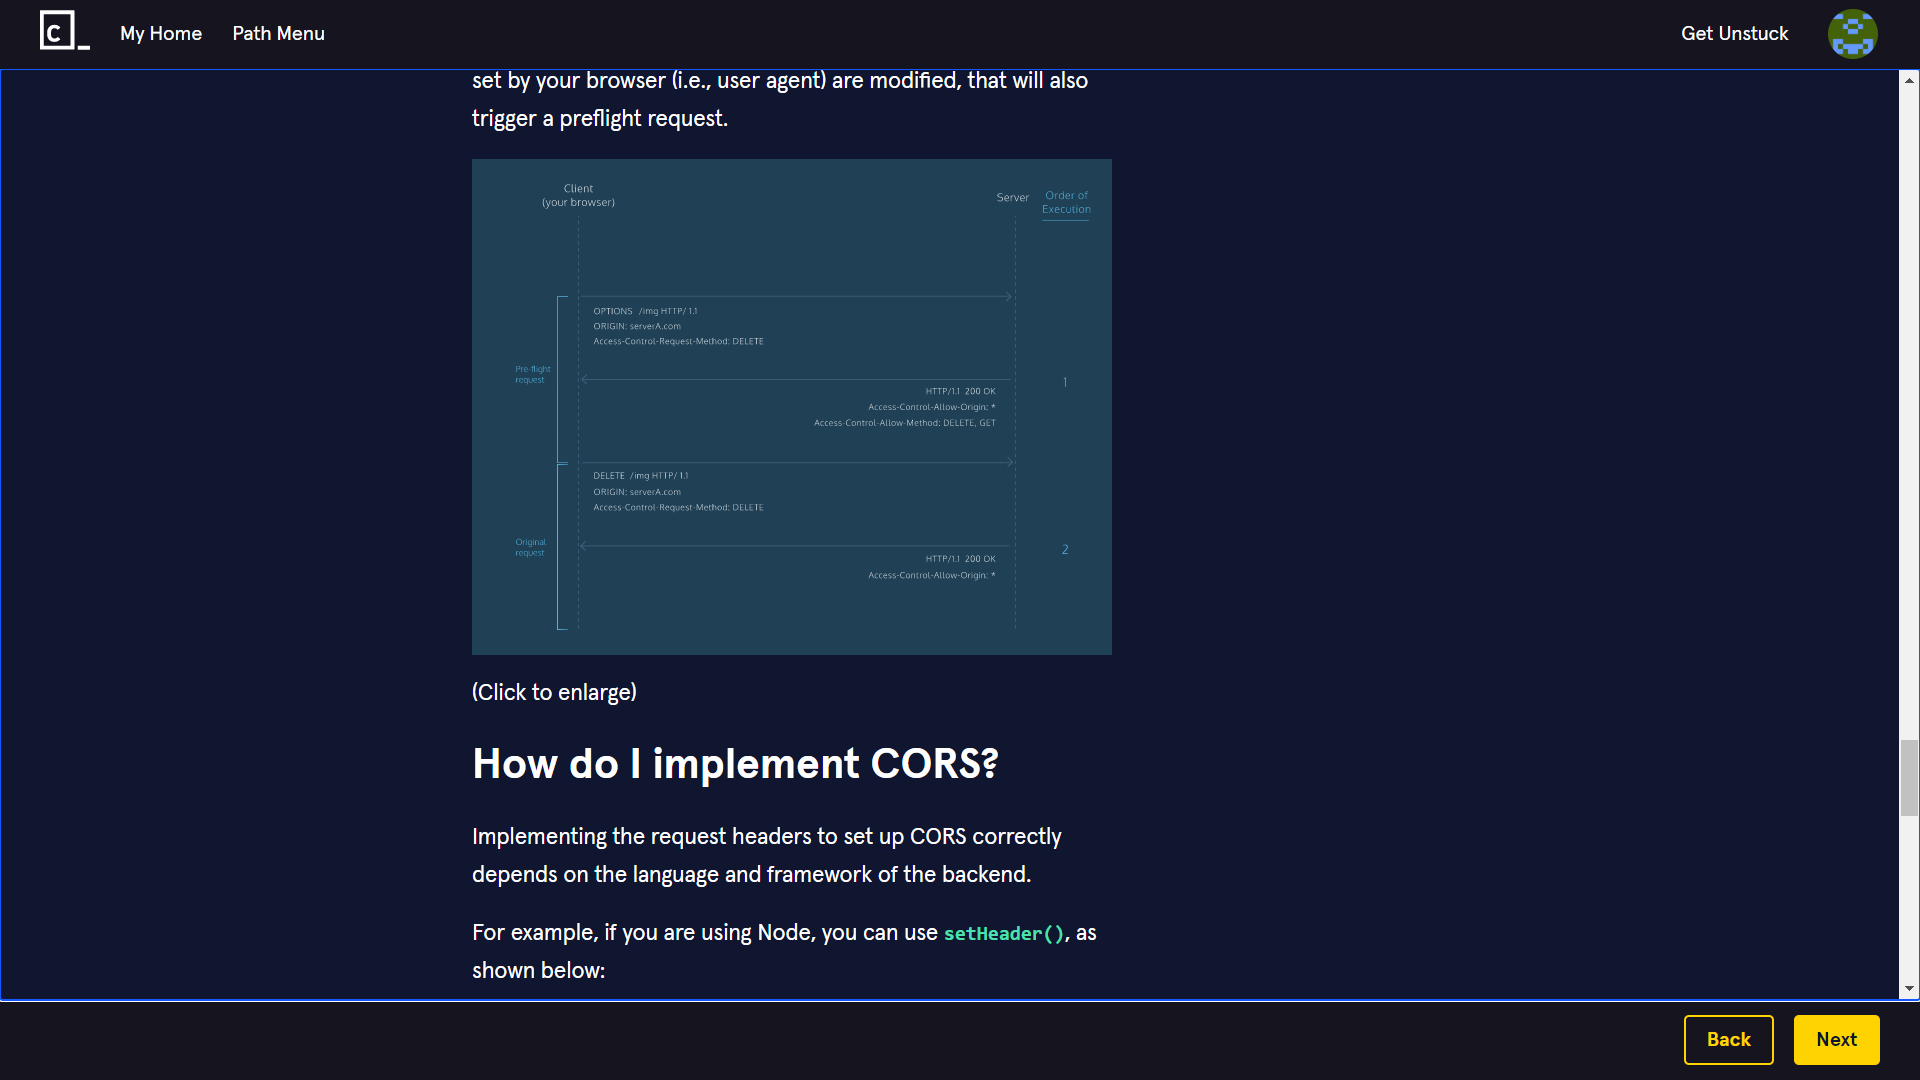 C_
My Home
Path Menu
Get Unstuck
set by your browser (i.e., user agent) are modified, that will also
trigger a preflight request.
Client
(your browser)
Server
Order of
Execution
OPTIONS /img HTTP/ 1.1
ORIGIN: serverA.com
Access-Control-Request-Method: DELETE
Pre-flight
request
HTTP/1.1 200 OK
Access-Control-Allow-Origin: *
Access-Control-Allow-Method: DELETE, GET
1
DELETE /img HTTP/ 1.1
ORIGIN: serverA.com
Access-Control-Request-Method: DELETE
Original
request
HTTP/1.1 200 OK
Access-Control-Allow-Origin: *
2
(Click to enlarge)
How do I implement CORS?
Implementing the request headers to set up CORS correctly
depends on the language and framework of the backend.
For example, if you are using Node, you can use setHeader(), as
shown below:
Back
Next